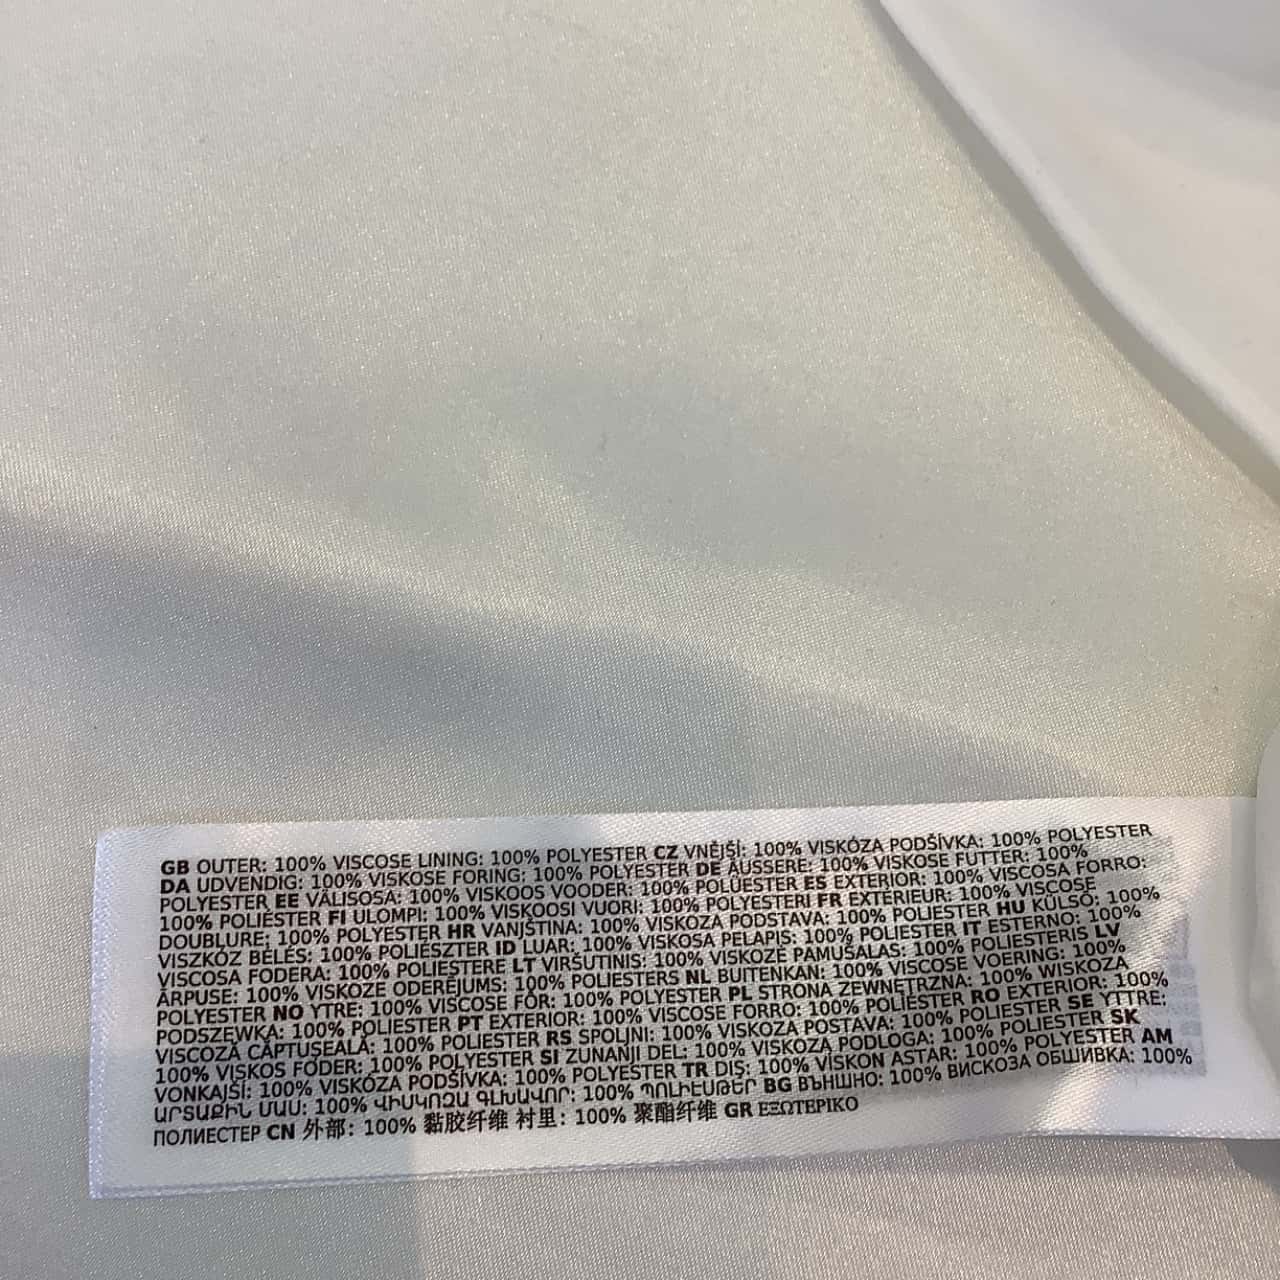 GB OUTER: 100% VISCOSE LINING: 100% POLYESTER CZ VNĚJŠÍ: 100% VISKÓZA PODŠÍVKA: 100% POLYESTER
DA UDVENDIG: 100% VISKOSE FORING: 100% POLYESTER DE ÄUSSERE: 100% VISKOSE FUTTER: 100%
POLYESTER EE VÄLISOSA: 100% VISKOOS VOODER: 100% POLÜESTER ES EXTERIOR: 100% VISCOSA FORRO:
100% POLIÉSTER FI ULOMPI: 100% VISKOOSI VUORI: 100% POLYESTERI FR EXTÉRIEUR: 100% VISCOSE
DOUBLURE: 100% POLYESTER HR VANJŠTINA: 100% VISKOZA PODSTAVA: 100% POLIESTER HU KÜLSŐ: 100%
VISZKÓZ BÉLÉS: 100% POLIÉSZTER ID LUAR: 100% VISKOSA PELAPIS: 100% POLIESTER IT ESTERNO: 100%
VISCOSA FODERA: 100% POLIESTERE LT VIRŠUTINIS: 100% VISKOZĖ PAMUŠALAS: 100% POLIESTERIS LV
ĀRPUSE: 100% VISKOZE ODERĒJUMS: 100% POLIESTERS NL BUITENKAN: 100% VISCOSE VOERING: 100%
POLYESTER NO YTRE: 100% VISCOSE FÔR: 100% POLYESTER PL STRONA ZEWNĘTRZNA: 100% WISKOZA
PODSZEWKA: 100% POLIESTER PT EXTERIOR: 100% VISCOSE FORRO: 100% POLIÉSTER RO EXTERIOR: 100%
VISCOZĂ CĂPTUȘEALĂ: 100% POLIESTER RS SPOLJNI: 100% VISKOZA POSTAVA: 100% POLIESTER SE YTTRE:
100% VISKOS FODER: 100% POLYESTER SI ZUNANJI DEL: 100% VISKOZA PODLOGA: 100% POLIESTER SK
VONKAJŠÍ: 100% VISKÓZA PODŠÍVKA: 100% POLYESTER TR DIŞ: 100% VİSKON ASTAR: 100% POLYESTER AM
ԱՐՏԱՔԻՆ ՄԱՍ: 100% ՎԻՍԿՈԶԱ ԳԼԽԱՎՈՐ: 100% ՊՈԼԻԷՍԹԵՐ BG ВЪНШНО: 100% ВИСКОЗА ОБШИВКА: 100%
ПОЛИЕСТЕР CN 外部: 100% 黏胶纤维 衬里: 100% 聚酯纤维 GR ΕΞΩΤΕΡΙΚΟ